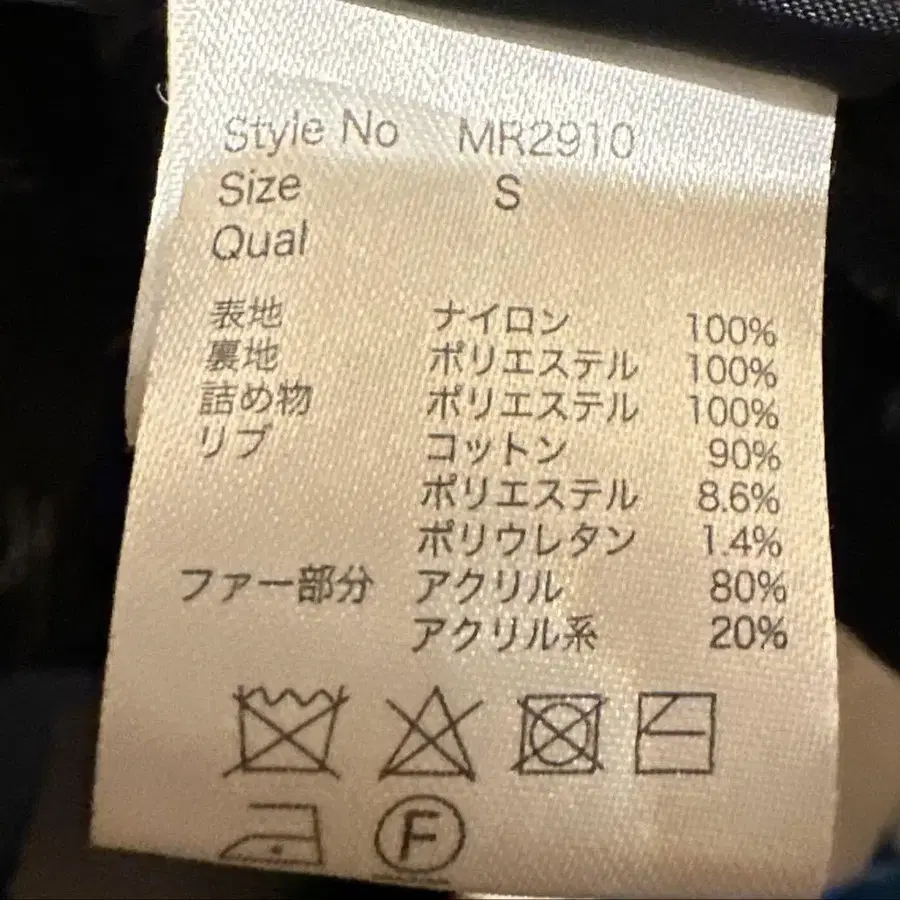 Style No MR2910
Size S
Qual
表地 ナイロン 100%
裏地 ポリエステル 100%
詰め物 ポリエステル 100%
リブ コットン 90%
ポリエステル 8.6%
ポリウレタン 1.4%
ファー部分 アクリル 80%
アクリル系 20%
F